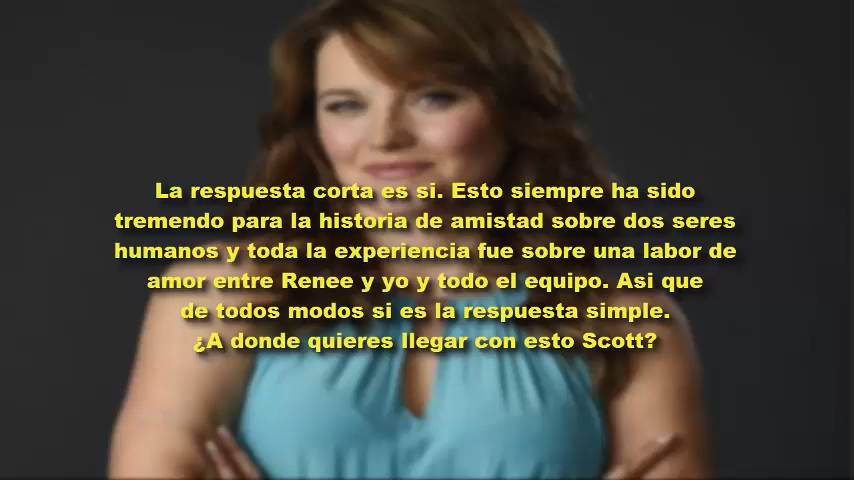 La respuesta corta es si. Esto siempre ha sido
tremendo para la historia de amistad sobre dos seres
humanos y toda la experiencia fue sobre una labor de
amor entre Renee y yo y todo el equipo. Asi que
de todos modos si es la respuesta simple.
¿A donde quieres llegar con esto Scott?